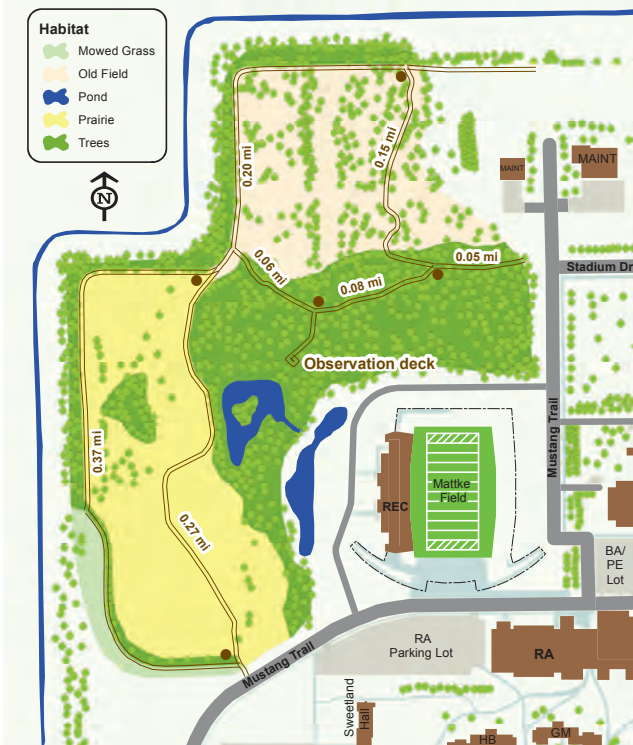 Habitat
Mowed Grass
Old Field
Pond
Prairie
Trees
N
0.20 mi
0.15 mi
MAINT
MAINT
0.06 mi
0.08 mi
0.05 mi
Stadium Dr
Observation deck
0.37 mi
0.27 mi
Mustang Trail
REC
Mattke
Field
BA/
PE
Lot
Mustang Trail
RA
Parking Lot
RA
Sweetland
Hall
HB
GM